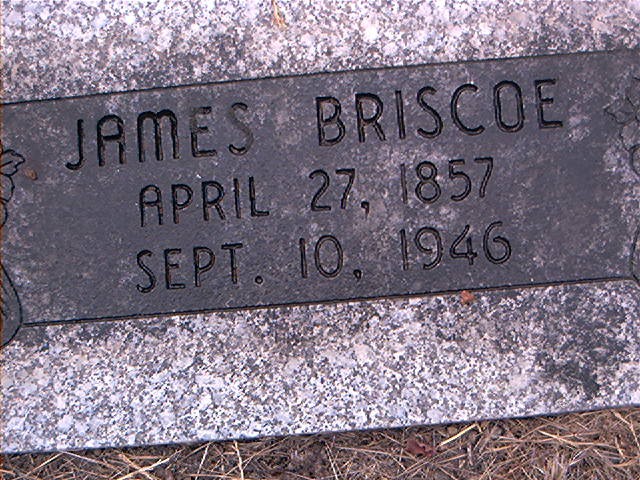 JAMES BRISCOE
APRIL 27, 1857
SEPT. 10, 1946